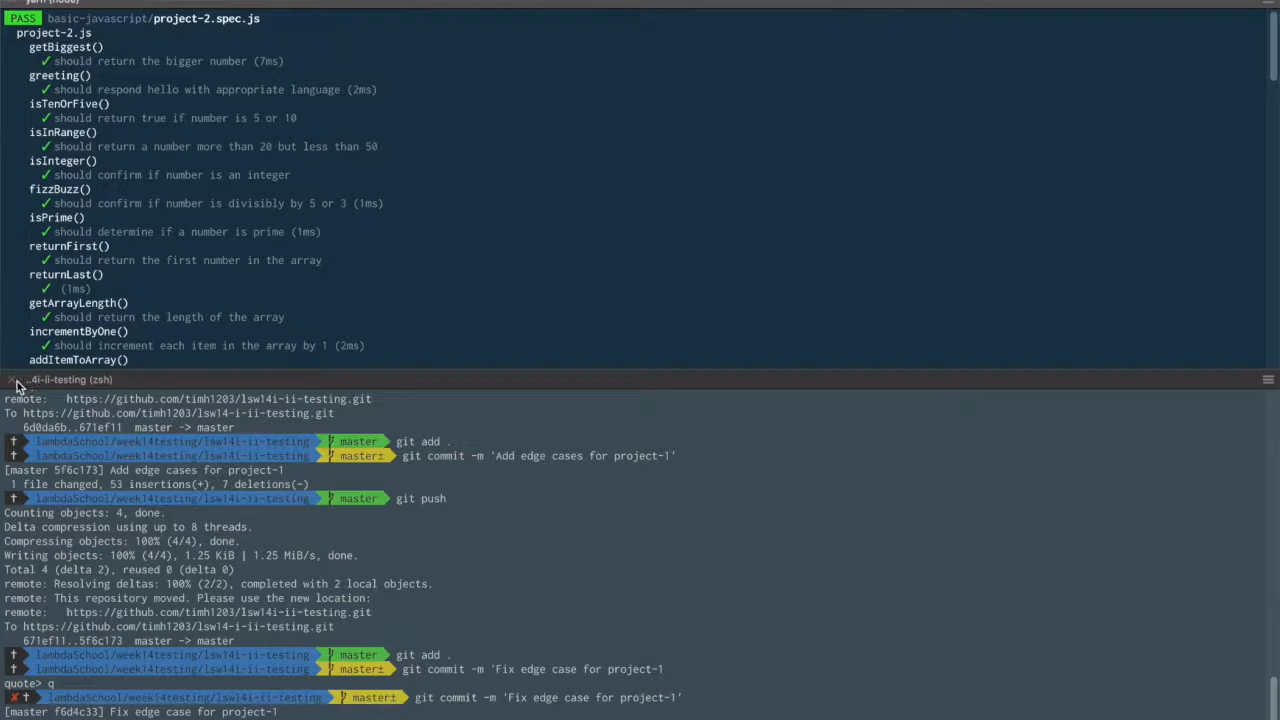 yarn (node)
PASS basic-javascript/project-2.spec.js
project-2.js
getBiggest()
✓ should return the bigger number (7ms)
greeting()
✓ should respond hello with appropriate language (2ms)
isTenOrFive()
✓ should return true if number is 5 or 10
isInRange()
✓ should return a number more than 20 but less than 50
isInteger()
✓ should confirm if number is an integer
fizzBuzz()
✓ should confirm if number is divisibly by 5 or 3 (1ms)
isPrime()
✓ should determine if a number is prime (1ms)
returnFirst()
✓ should return the first number in the array
returnLast()
✓ (1ms)
getArrayLength()
✓ should return the length of the array
incrementByOne()
✓ should increment each item in the array by 1 (2ms)
addItemToArray()
..4i-ii-testing (zsh)
remote: https://github.com/timh1203/lsw14-i-ii-testing.git
To https://github.com/timh1203/lsw14i-ii-testing.git
6d0da6b..671ef11 master -> master
† lambdaSchool/week14testing/lsw14i-ii-testing master git add .
† lambdaSchool/week14testing/lsw14i-ii-testing master± git commit -m 'Add edge cases for project-1'
[master 5f6c173] Add edge cases for project-1
1 file changed, 53 insertions(+), 7 deletions(-)
† lambdaSchool/week14testing/lsw14i-ii-testing master git push
Counting objects: 4, done.
Delta compression using up to 8 threads.
Compressing objects: 100% (4/4), done.
Writing objects: 100% (4/4), 1.25 KiB | 1.25 MiB/s, done.
Total 4 (delta 2), reused 0 (delta 0)
remote: Resolving deltas: 100% (2/2), completed with 2 local objects.
remote: This repository moved. Please use the new location:
remote: https://github.com/timh1203/lsw14-i-ii-testing.git
To https://github.com/timh1203/lsw14i-ii-testing.git
671ef11..5f6c173 master -> master
† lambdaSchool/week14testing/lsw14i-ii-testing master git add .
† lambdaSchool/week14testing/lsw14i-ii-testing master± git commit -m 'Fix edge case for project-1
quote> q
✘ † lambdaSchool/week14testing/lsw14i-ii-testing master± git commit -m 'Fix edge case for project-1'
[master f6d4c33] Fix edge case for project-1